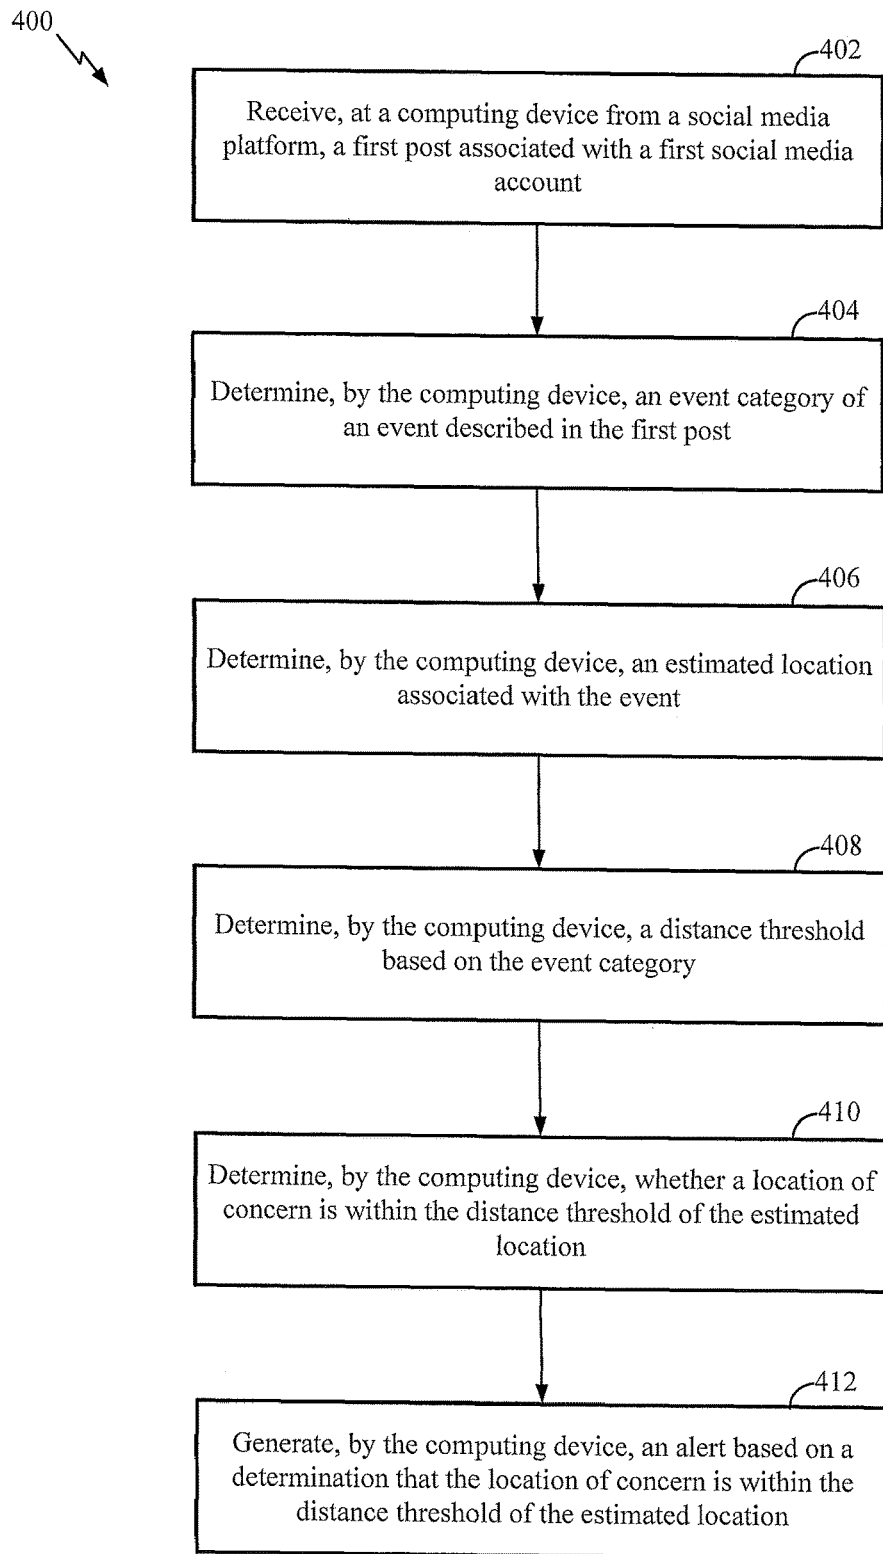 400
402
Receive, at a computing device from a social media
platform, a first post associated with a first social media
account
404
Determine, by the computing device, an event category of
an event described in the first post
406
Determine, by the computing device, an estimated location
associated with the event
408
Determine, by the computing device, a distance threshold
based on the event category
410
Determine, by the computing device, whether a location of
concern is within the distance threshold of the estimated
location
412
Generate, by the computing device, an alert based on a
determination that the location of concern is within the
distance threshold of the estimated location